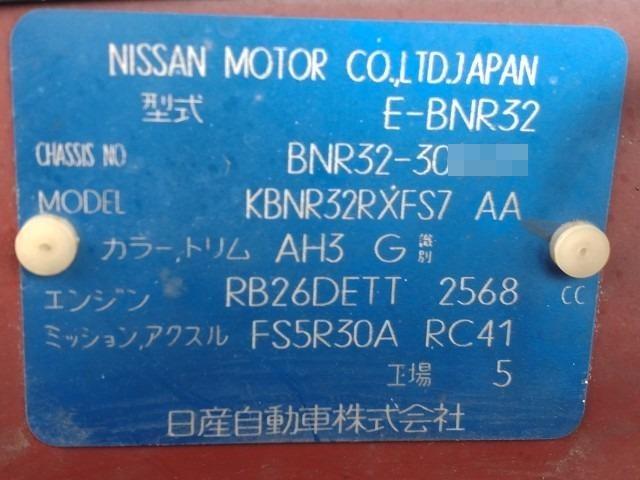 NISSAN MOTOR CO.,LTD.JAPAN
型式 E-BNR32
CHASSIS NO BNR32-30
MODEL KBNR32RXFS7 AA
カラー,トリム AH3 G 識別
エンジン RB26DETT 2568 CC
ミッション,アクスル FS5R30A RC41
工場 5
日産自動車株式会社